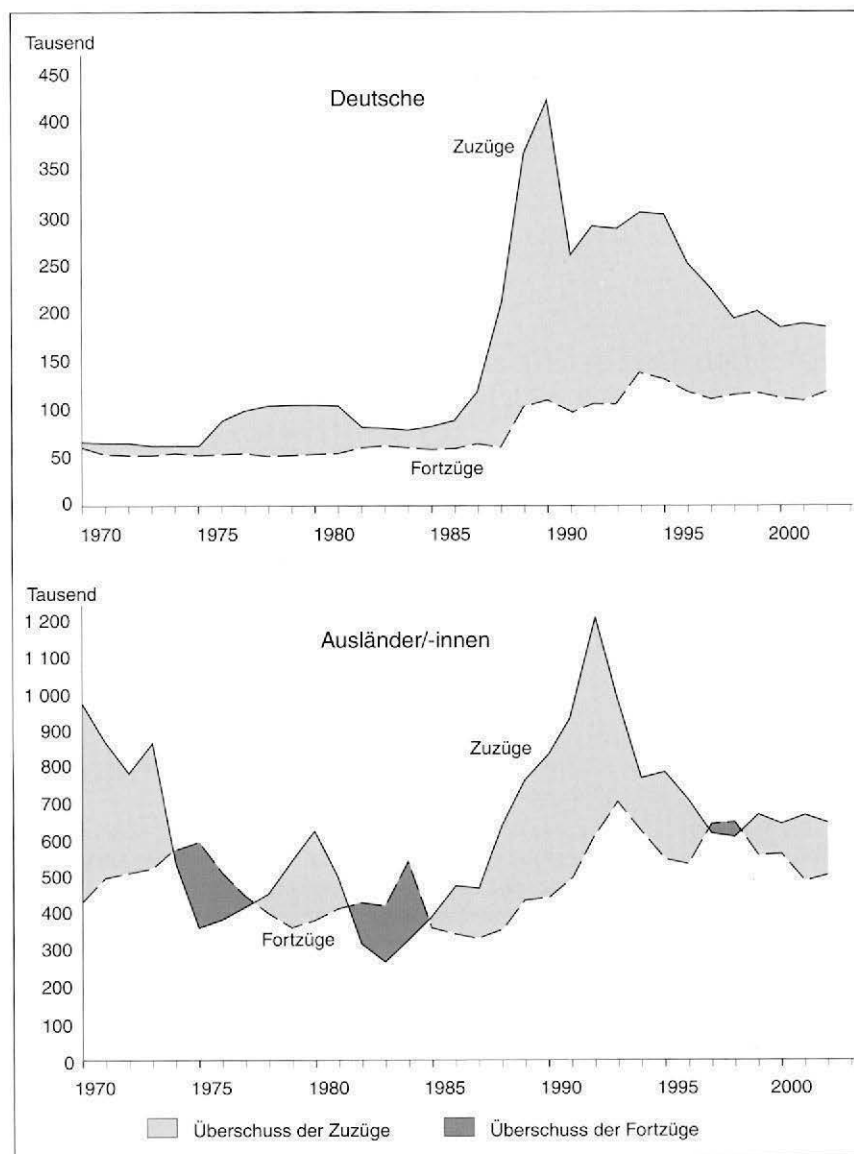 Tausend
450
Deutsche
400
Zuzüge
350
300
250
200
150
100
50
Fortzüge
0
1970 1975 1980 1985 1990 1995 2000
Tausend
1 200
Ausländer/-innen
1 100
1 000
900
Zuzüge
800
700
600
500
400
Fortzüge
300
200
100
0
1970 1975 1980 1985 1990 1995 2000
Überschuss der Zuzüge Überschuss der Fortzüge